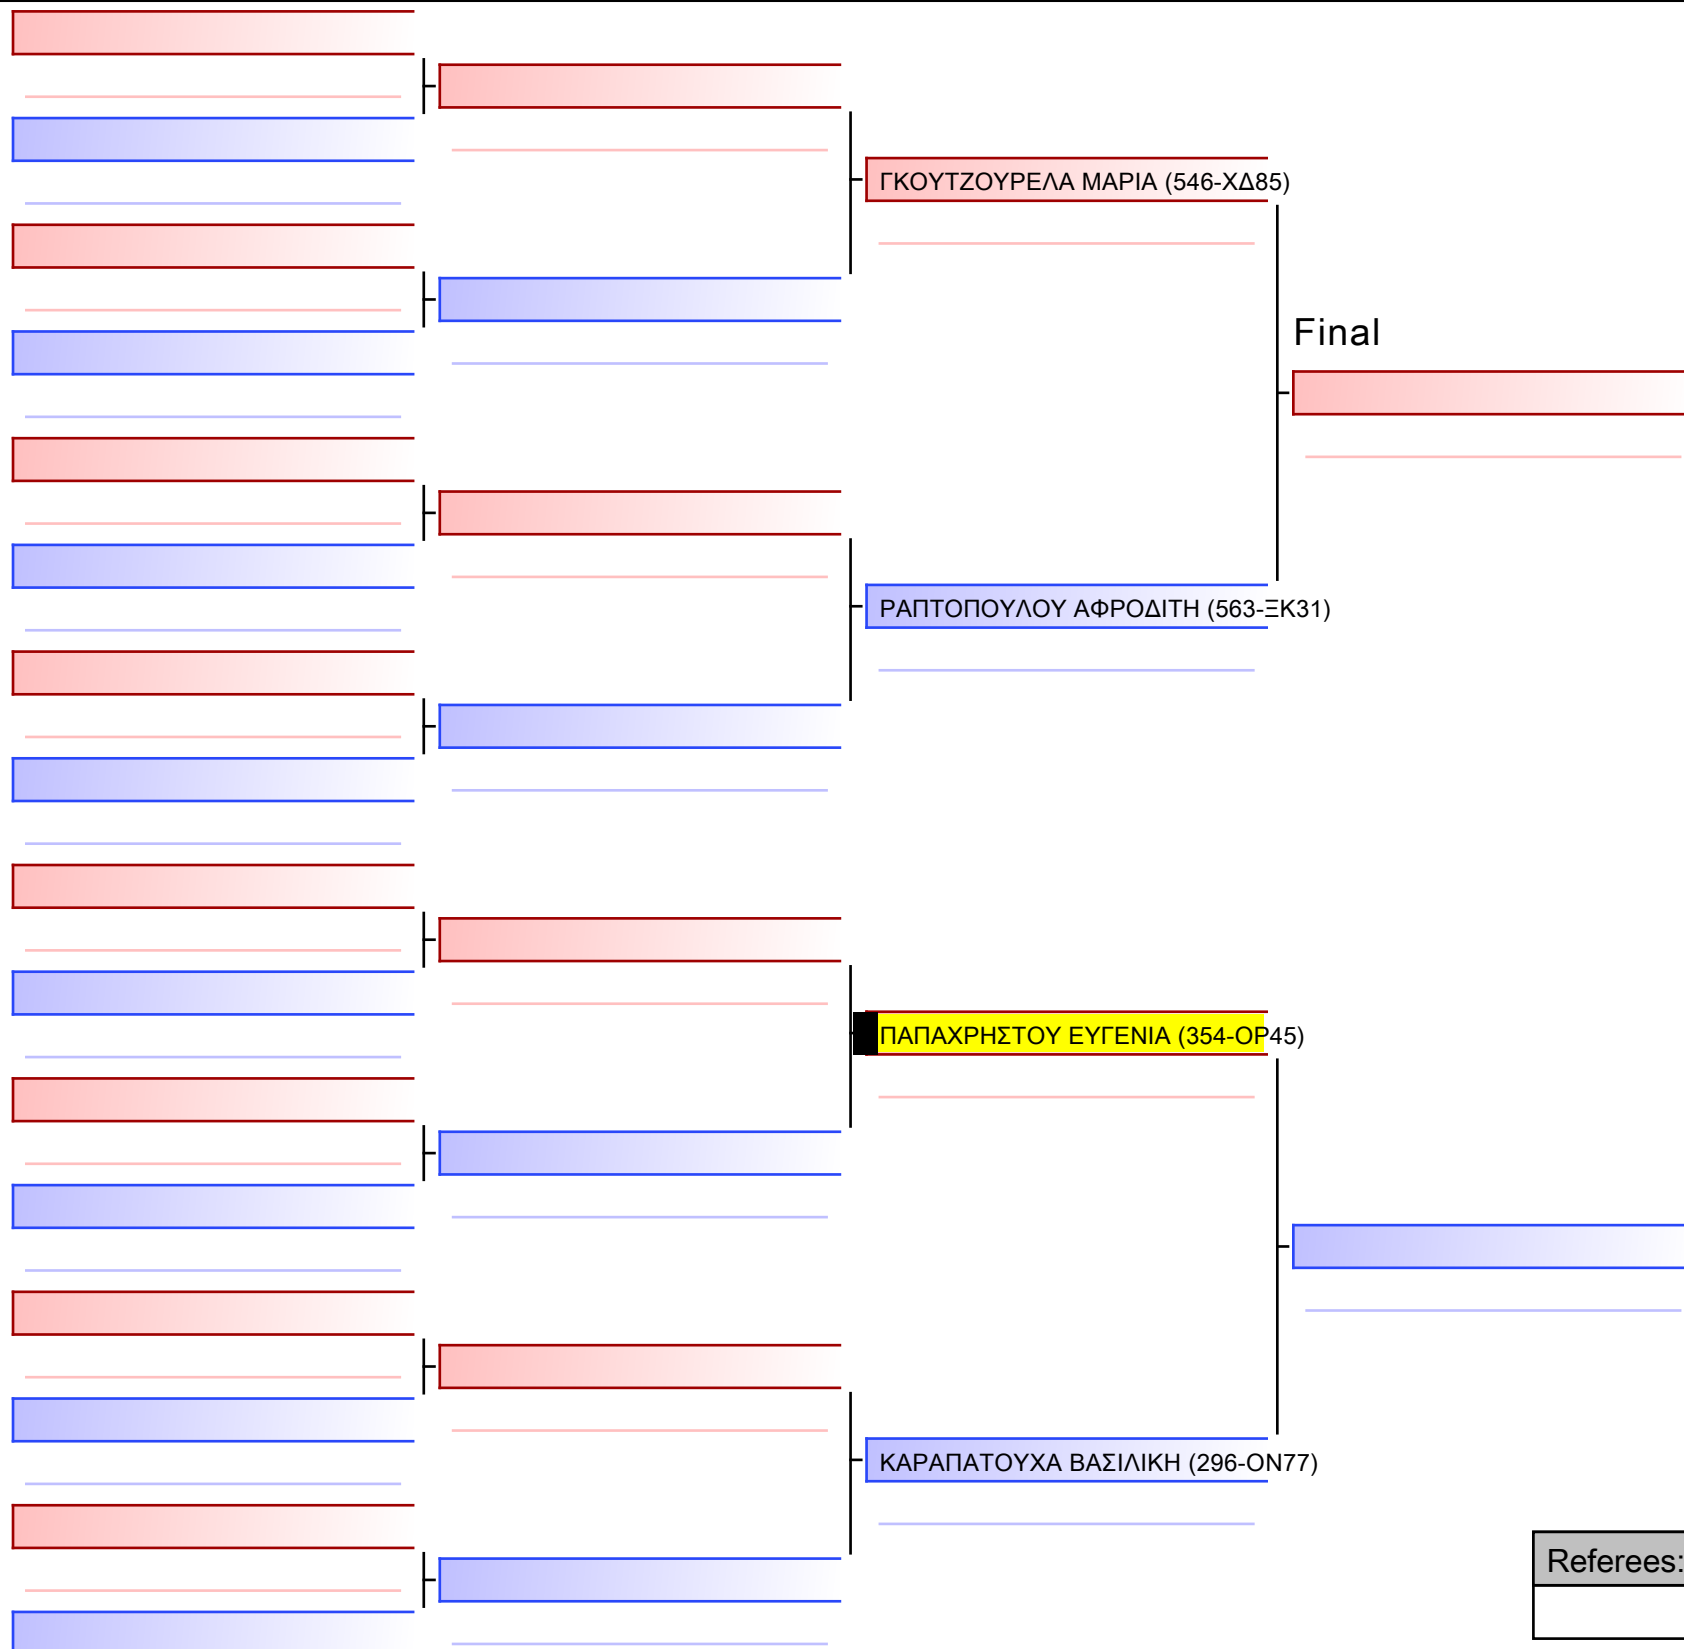 ΓΚΟΥΤΖΟΥΡΕΛΑ ΜΑΡΙΑ (546-ΧΔ85)
Final
ΡΑΠΤΟΠΟΥΛΟΥ ΑΦΡΟΔΙΤΗ (563-ΞΚ31)
ΠΑΠΑΧΡΗΣΤΟΥ ΕΥΓΕΝΙΑ (354-ΟΡ45)
ΚΑΡΑΠΑΤΟΥΧΑ ΒΑΣΙΛΙΚΗ (296-ΟΝ77)
Referees: